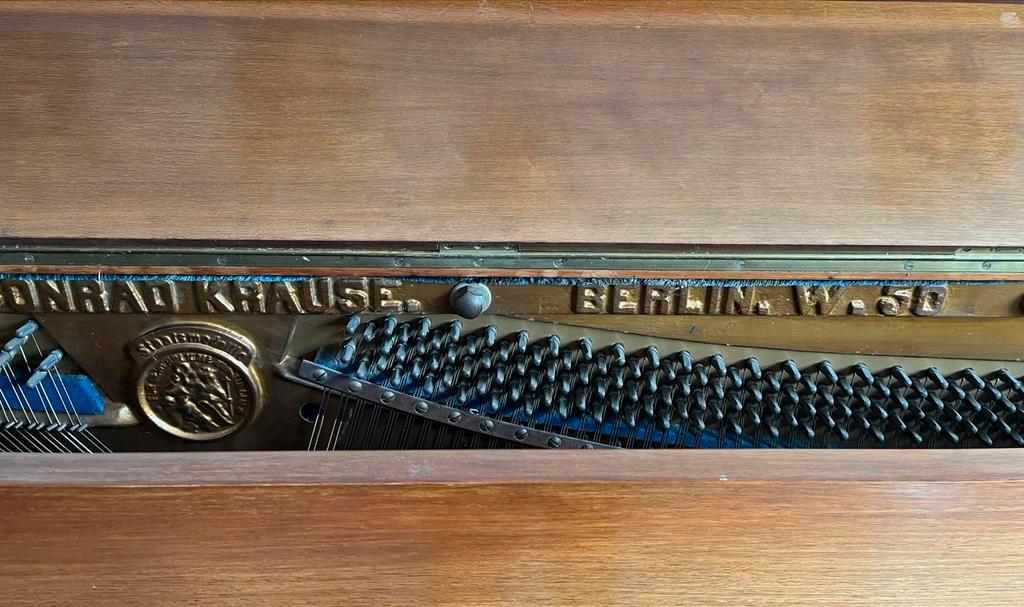 ONRAD KRAUSE. BERLIN. W. 50
Staatsmedaille